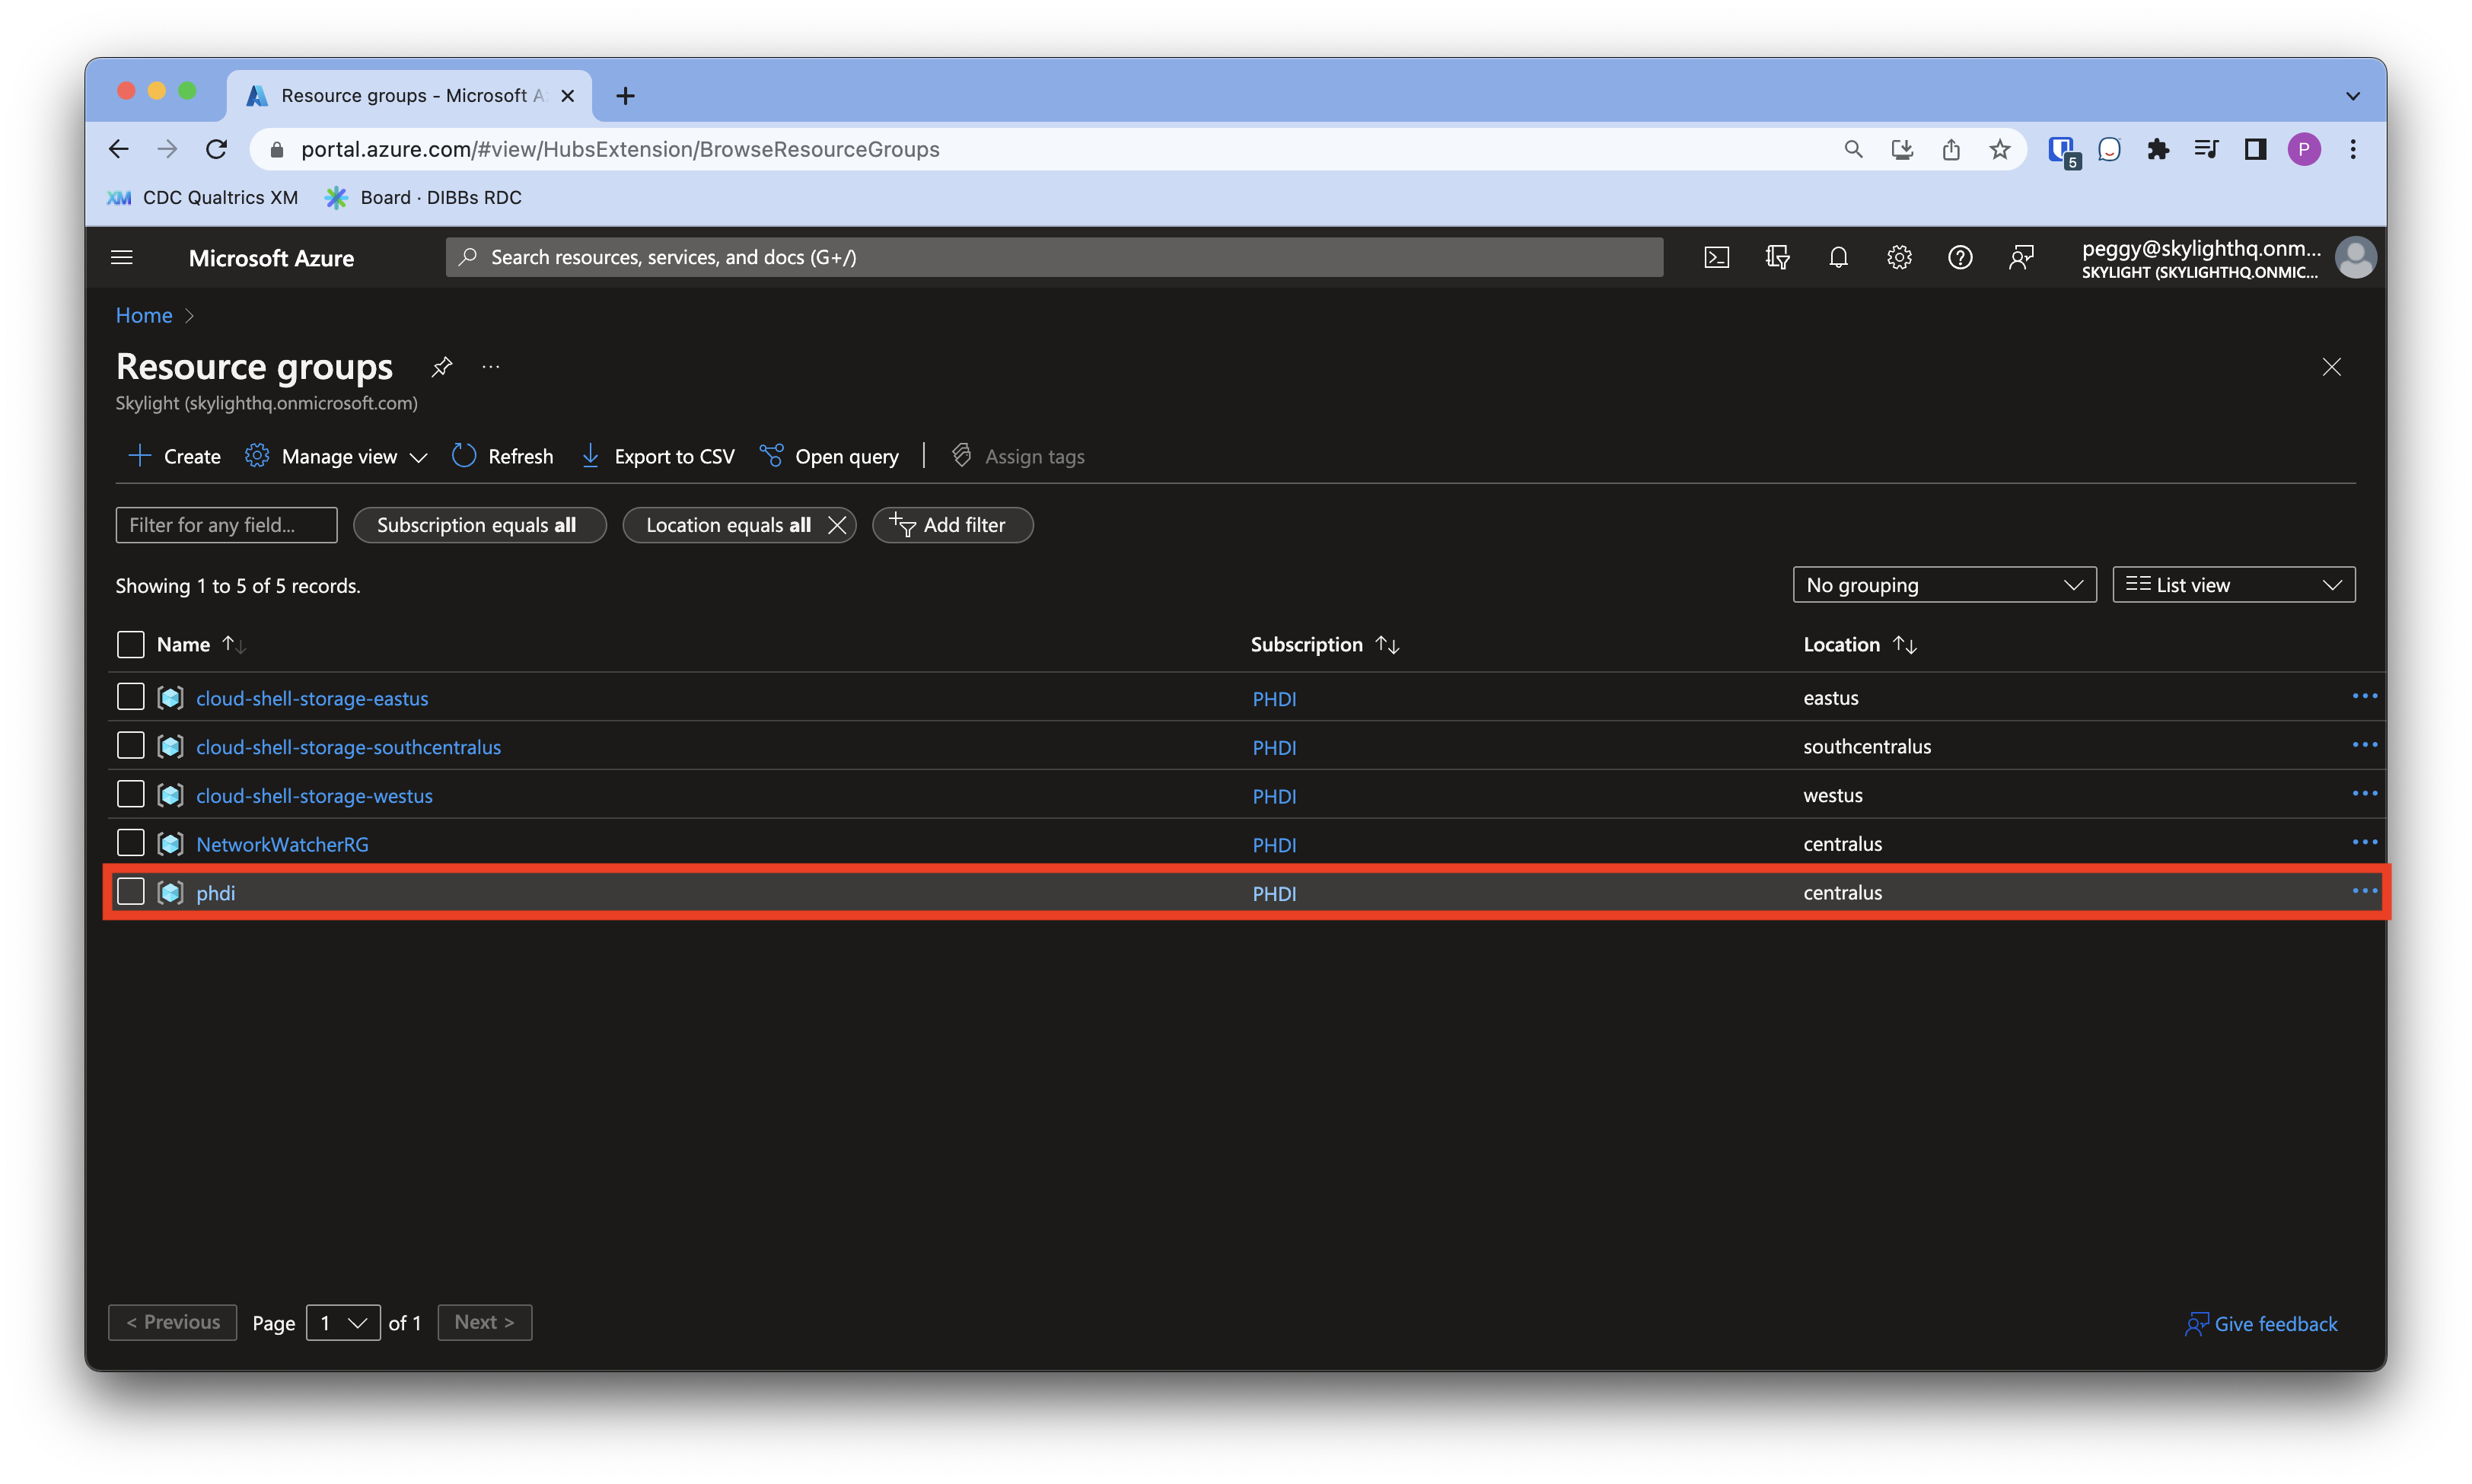 Resource groups - Microsoft A
portal.azure.com/#view/HubsExtension/BrowseResourceGroups
5
P
XM CDC Qualtrics XM Board · DIBBs RDC
Microsoft Azure
Search resources, services, and docs (G+/)
peggy@skylighthq.onm...
SKYLIGHT (SKYLIGHTHQ.ONMIC...
Home >
Resource groups ...
Skylight (skylighthq.onmicrosoft.com)
Create Manage view Refresh Export to CSV Open query Assign tags
Filter for any field... Subscription equals all Location equals all Add filter
Showing 1 to 5 of 5 records.
No grouping List view
Name Subscription Location
cloud-shell-storage-eastus PHDI eastus
cloud-shell-storage-southcentralus PHDI southcentralus
cloud-shell-storage-westus PHDI westus
NetworkWatcherRG PHDI centralus
phdi PHDI centralus
< Previous Page 1 of 1 Next >
Give feedback